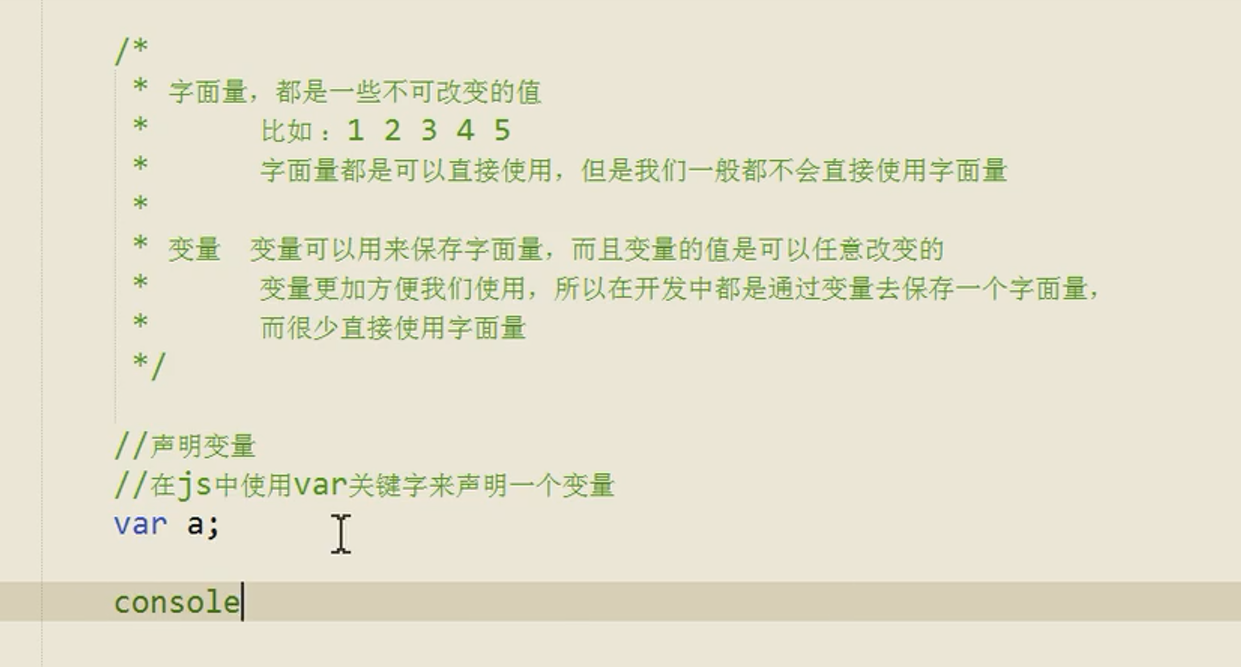 /*
* 字面量，都是一些不可改变的值
* 比如：1 2 3 4 5
* 字面量都是可以直接使用，但是我们一般都不会直接使用字面量
*
* 变量 变量可以用来保存字面量，而且变量的值是可以任意改变的
* 变量更加方便我们使用，所以在开发中都是通过变量去保存一个字面量，
* 而很少直接使用字面量
*/
//声明变量
//在js中使用var关键字来声明一个变量
var a;
console